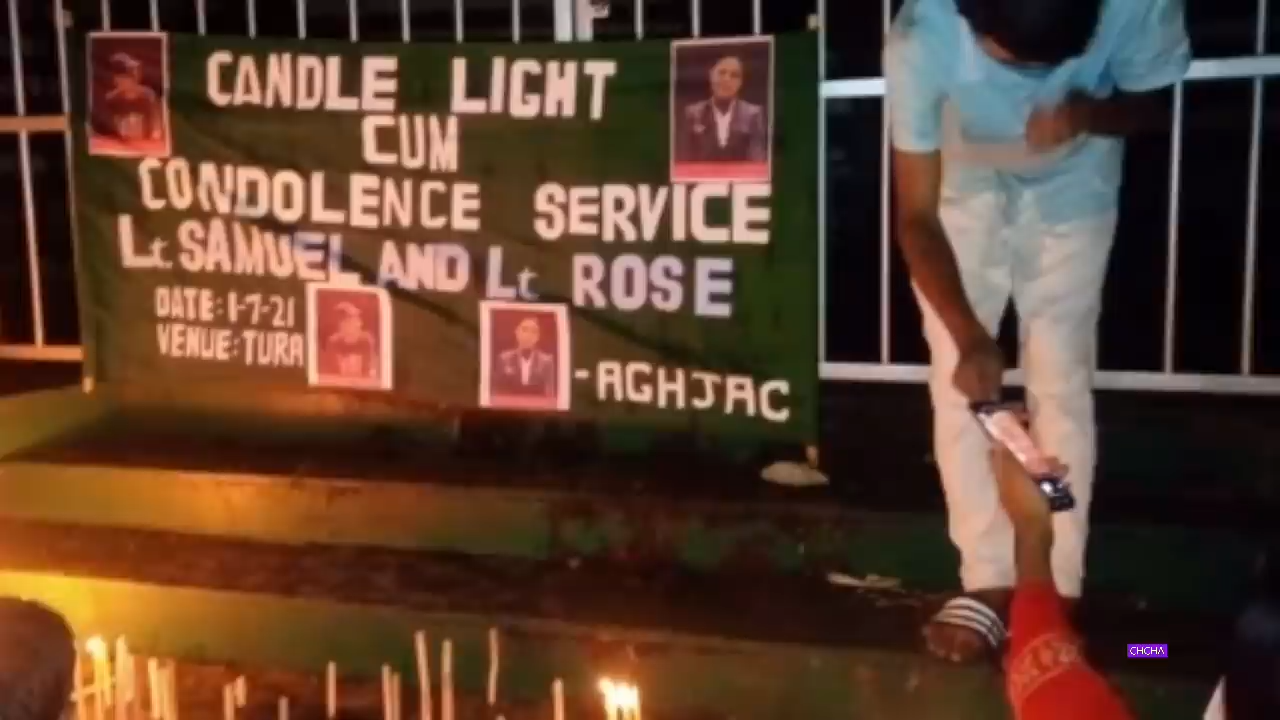 CANDLE LIGHT
CUM
CONDOLENCE SERVICE
Lt SAMUEL AND Lt ROSE
DATE: 1-7-21
VENUE: TURA
-AGHJAC
CHCHA